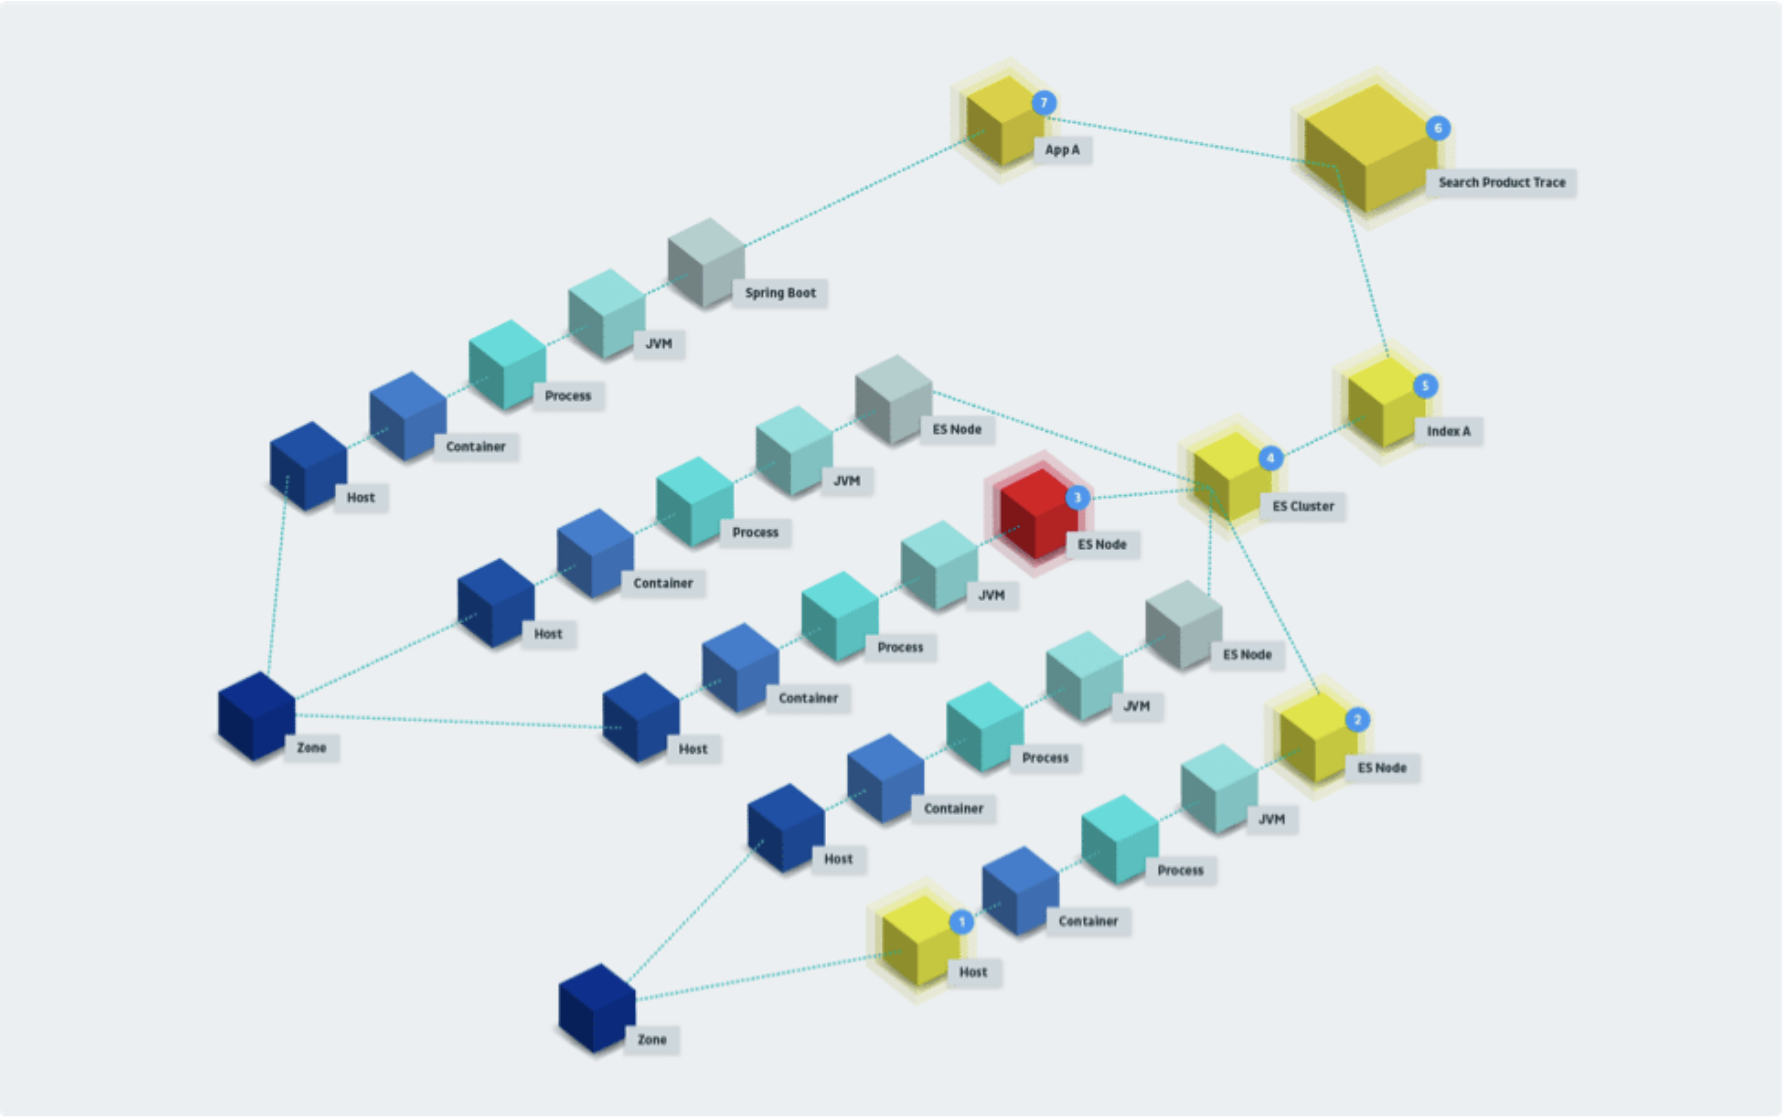 7
App A
6
Search Product Trace
Spring Boot
JVM
Process
Container
Host
5
Index A
ES Node
4
ES Cluster
JVM
3
ES Node
Process
Container
Host
JVM
Process
Container
Host
Zone
ES Node
JVM
Process
Container
Host
2
ES Node
JVM
Process
Container
1
Host
Zone